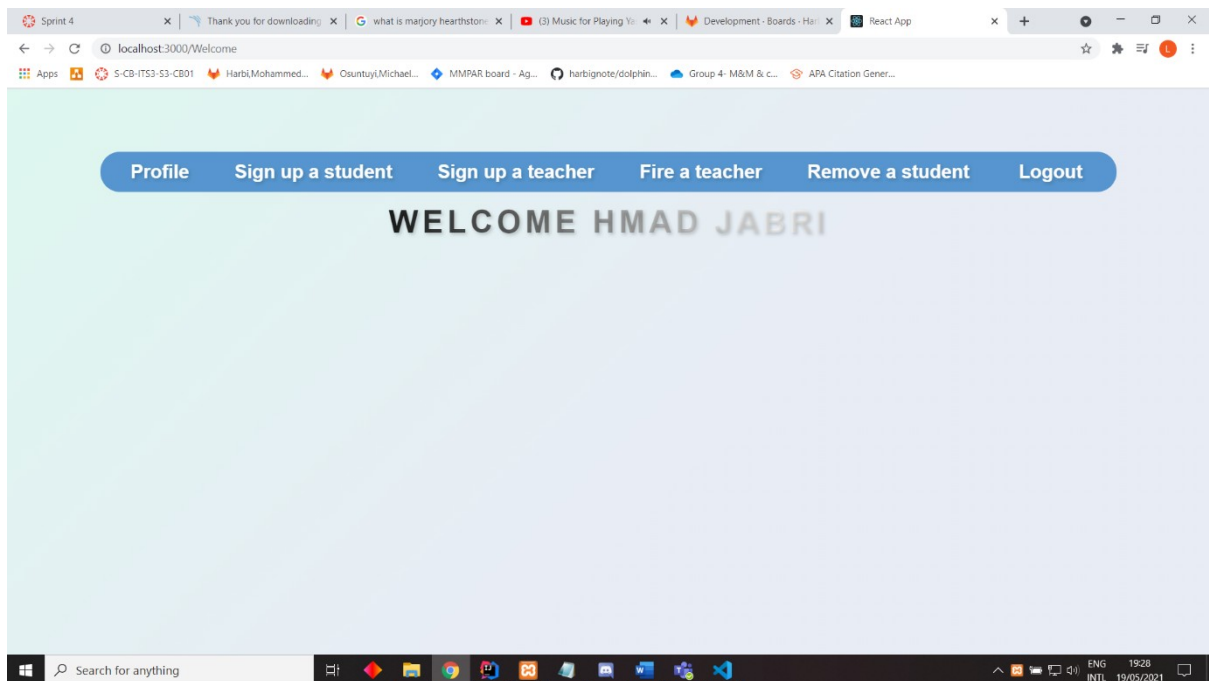 Sprint 4
Thank you for downloading
G what is marjory hearthstone
(3) Music for Playing Ya
Development · Boards · Har
React App
localhost:3000/Welcome
L
Apps
S-CB-ITS3-S3-CB01
Harbi,Mohammed...
Osuntuyi,Michael...
MMPAR board - Ag...
harbignote/dolphin...
Group 4- M&M & c...
APA Citation Gener...
Profile
Sign up a student
Sign up a teacher
Fire a teacher
Remove a student
Logout
WELCOME HMAD JABRI
Search for anything
ENG
INTL
19:28
19/05/2021